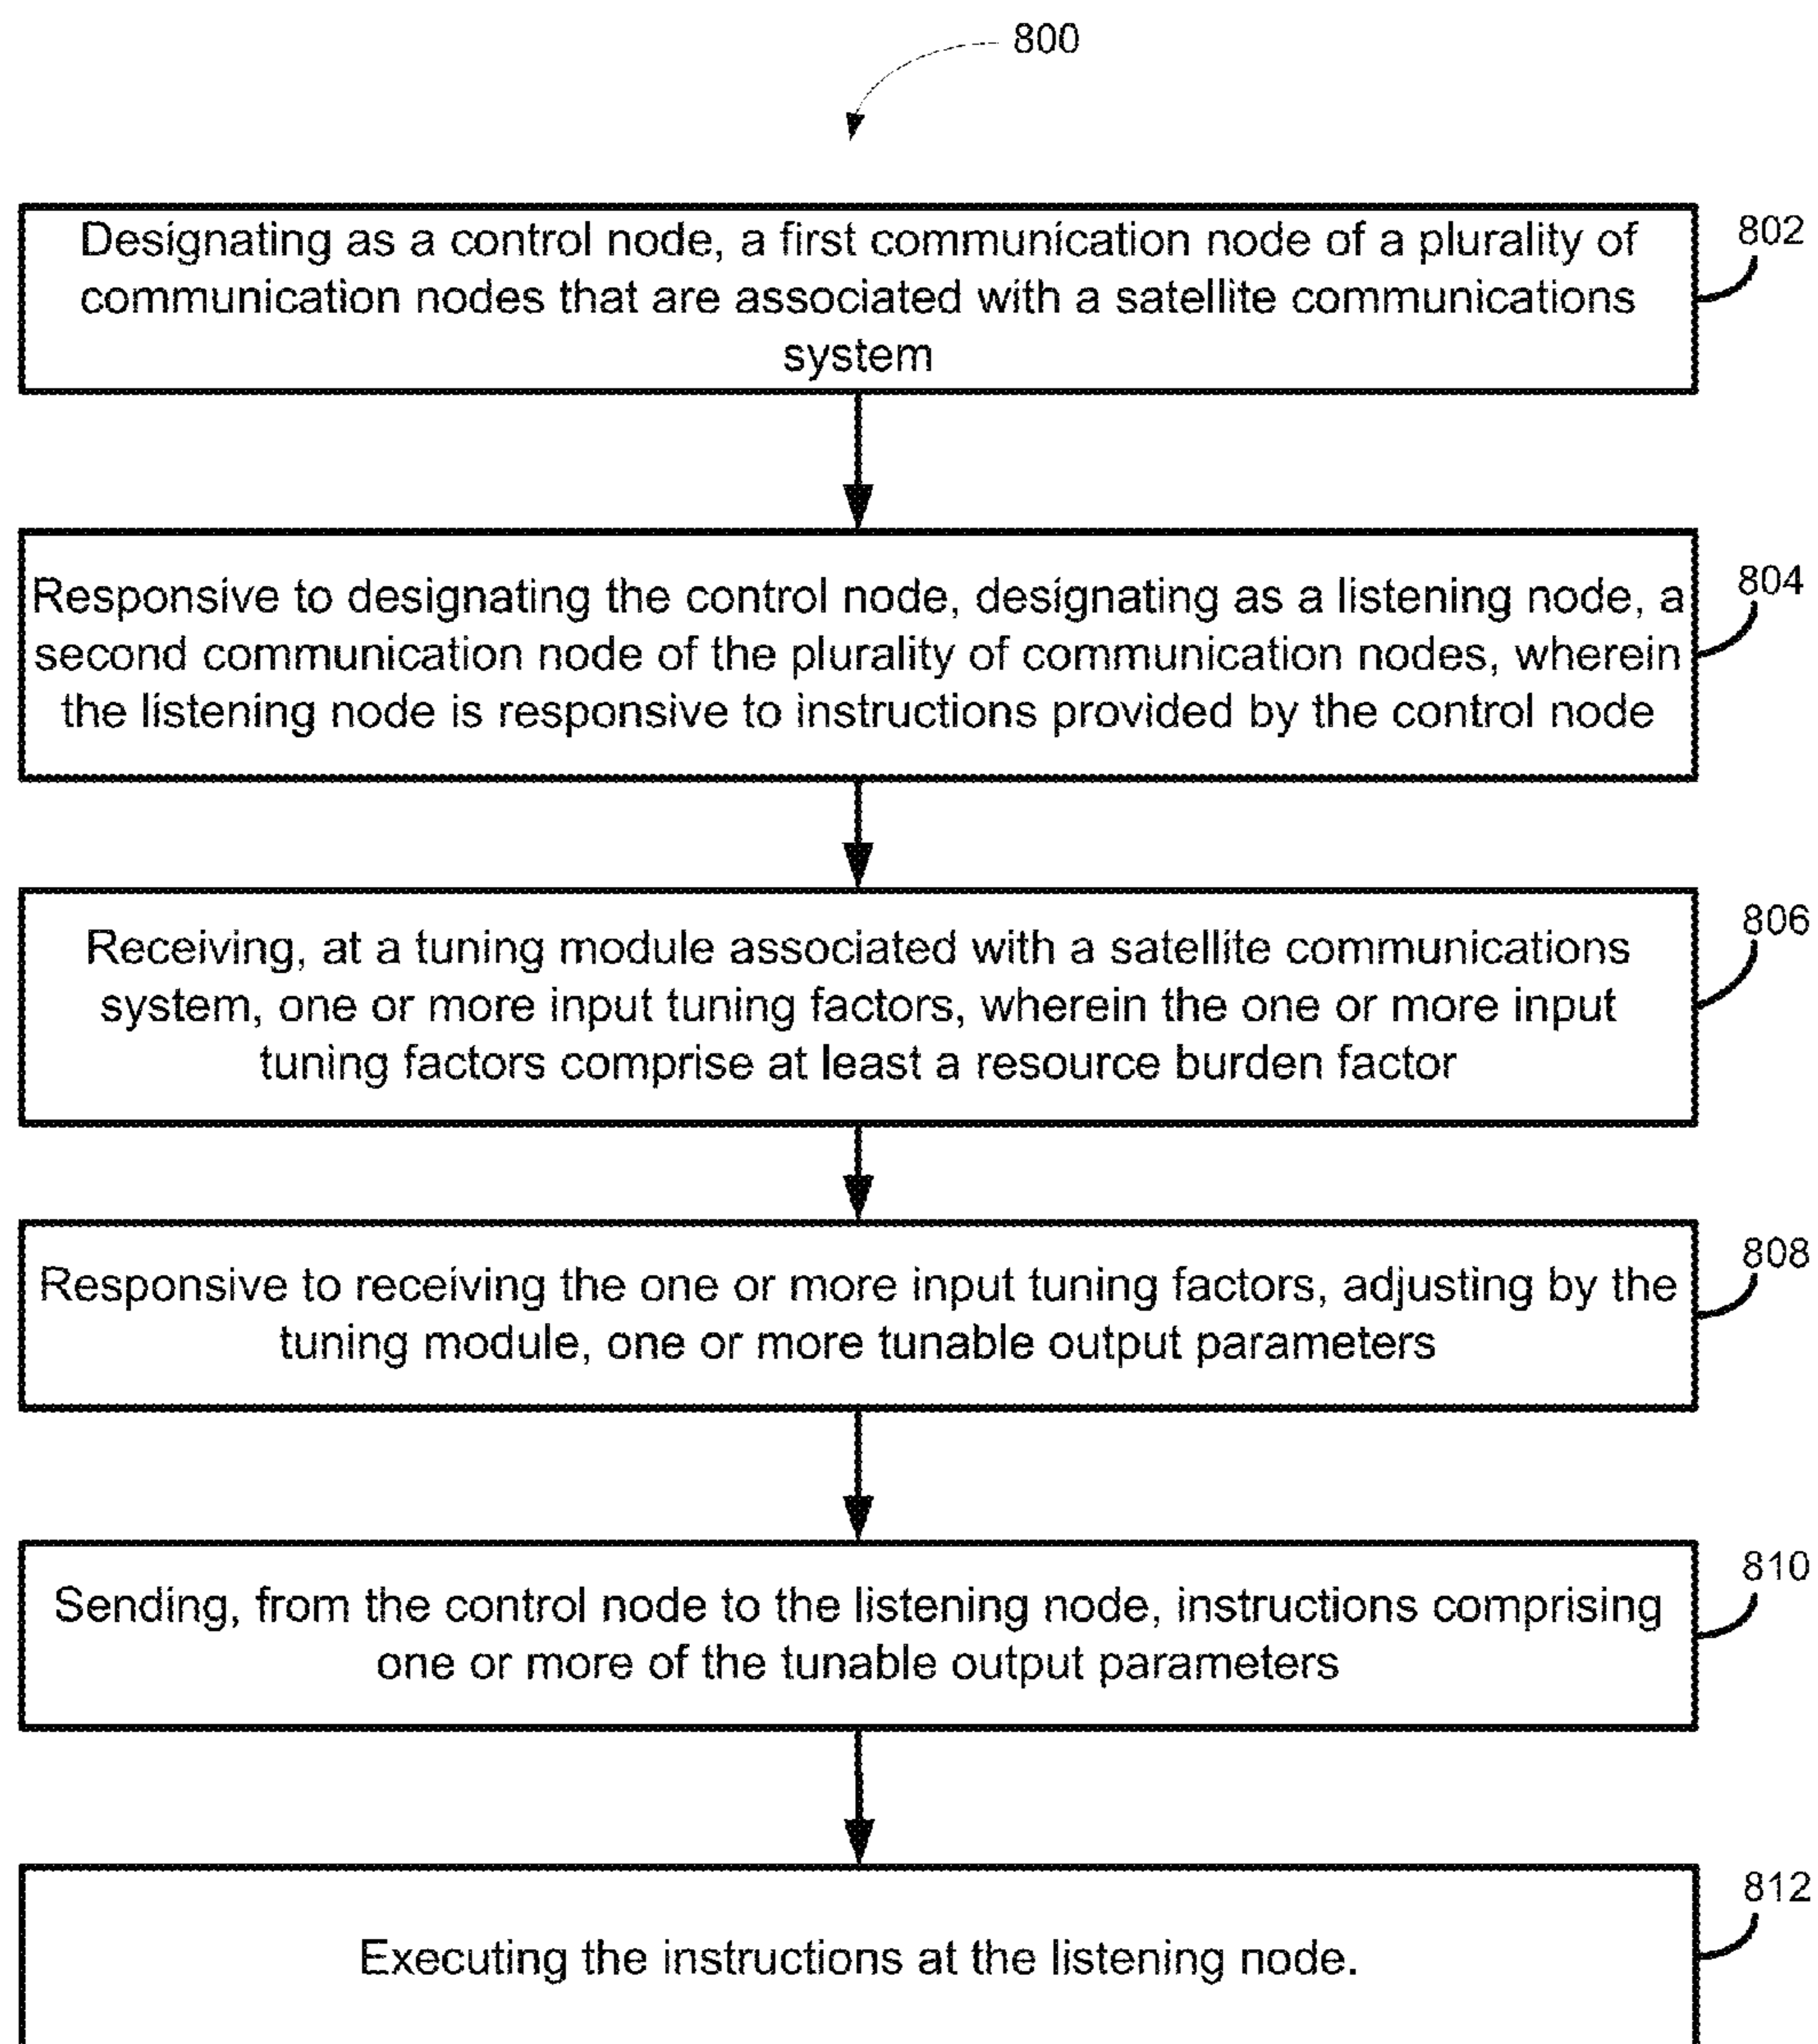 800
Designating as a control node, a first communication node of a plurality of
communication nodes that are associated with a satellite communications
system
802
Responsive to designating the control node, designating as a listening node, a
second communication node of the plurality of communication nodes, wherein
the listening node is responsive to instructions provided by the control node
804
Receiving, at a tuning module associated with a satellite communications
system, one or more input tuning factors, wherein the one or more input
tuning factors comprise at least a resource burden factor
806
Responsive to receiving the one or more input tuning factors, adjusting by the
tuning module, one or more tunable output parameters
808
Sending, from the control node to the listening node, instructions comprising
one or more of the tunable output parameters
810
Executing the instructions at the listening node.
812